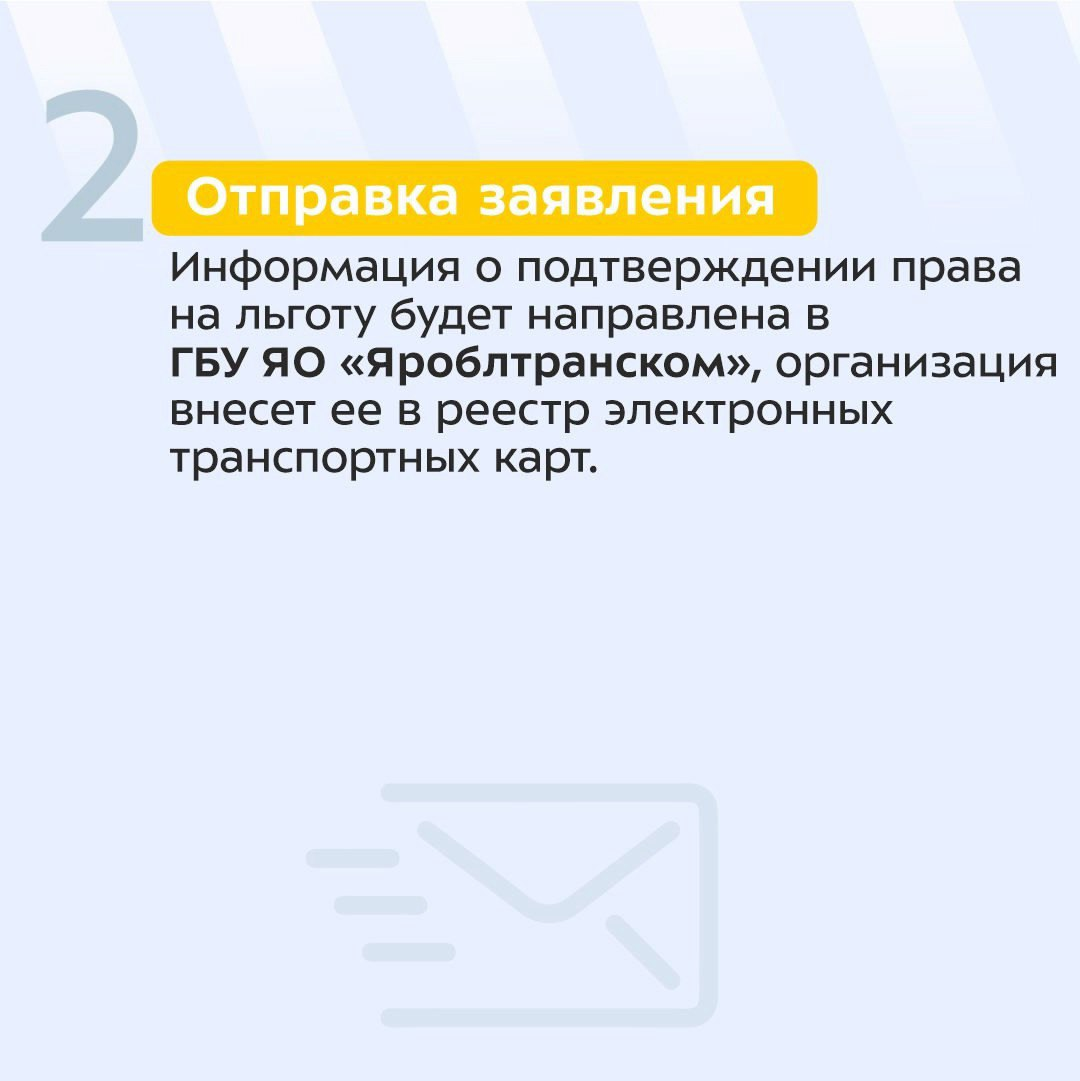 2
Отправка заявления
Информация о подтверждении права
на льготу будет направлена в
ГБУ ЯО «Яроблтранском», организация
внесет ее в реестр электронных
транспортных карт.